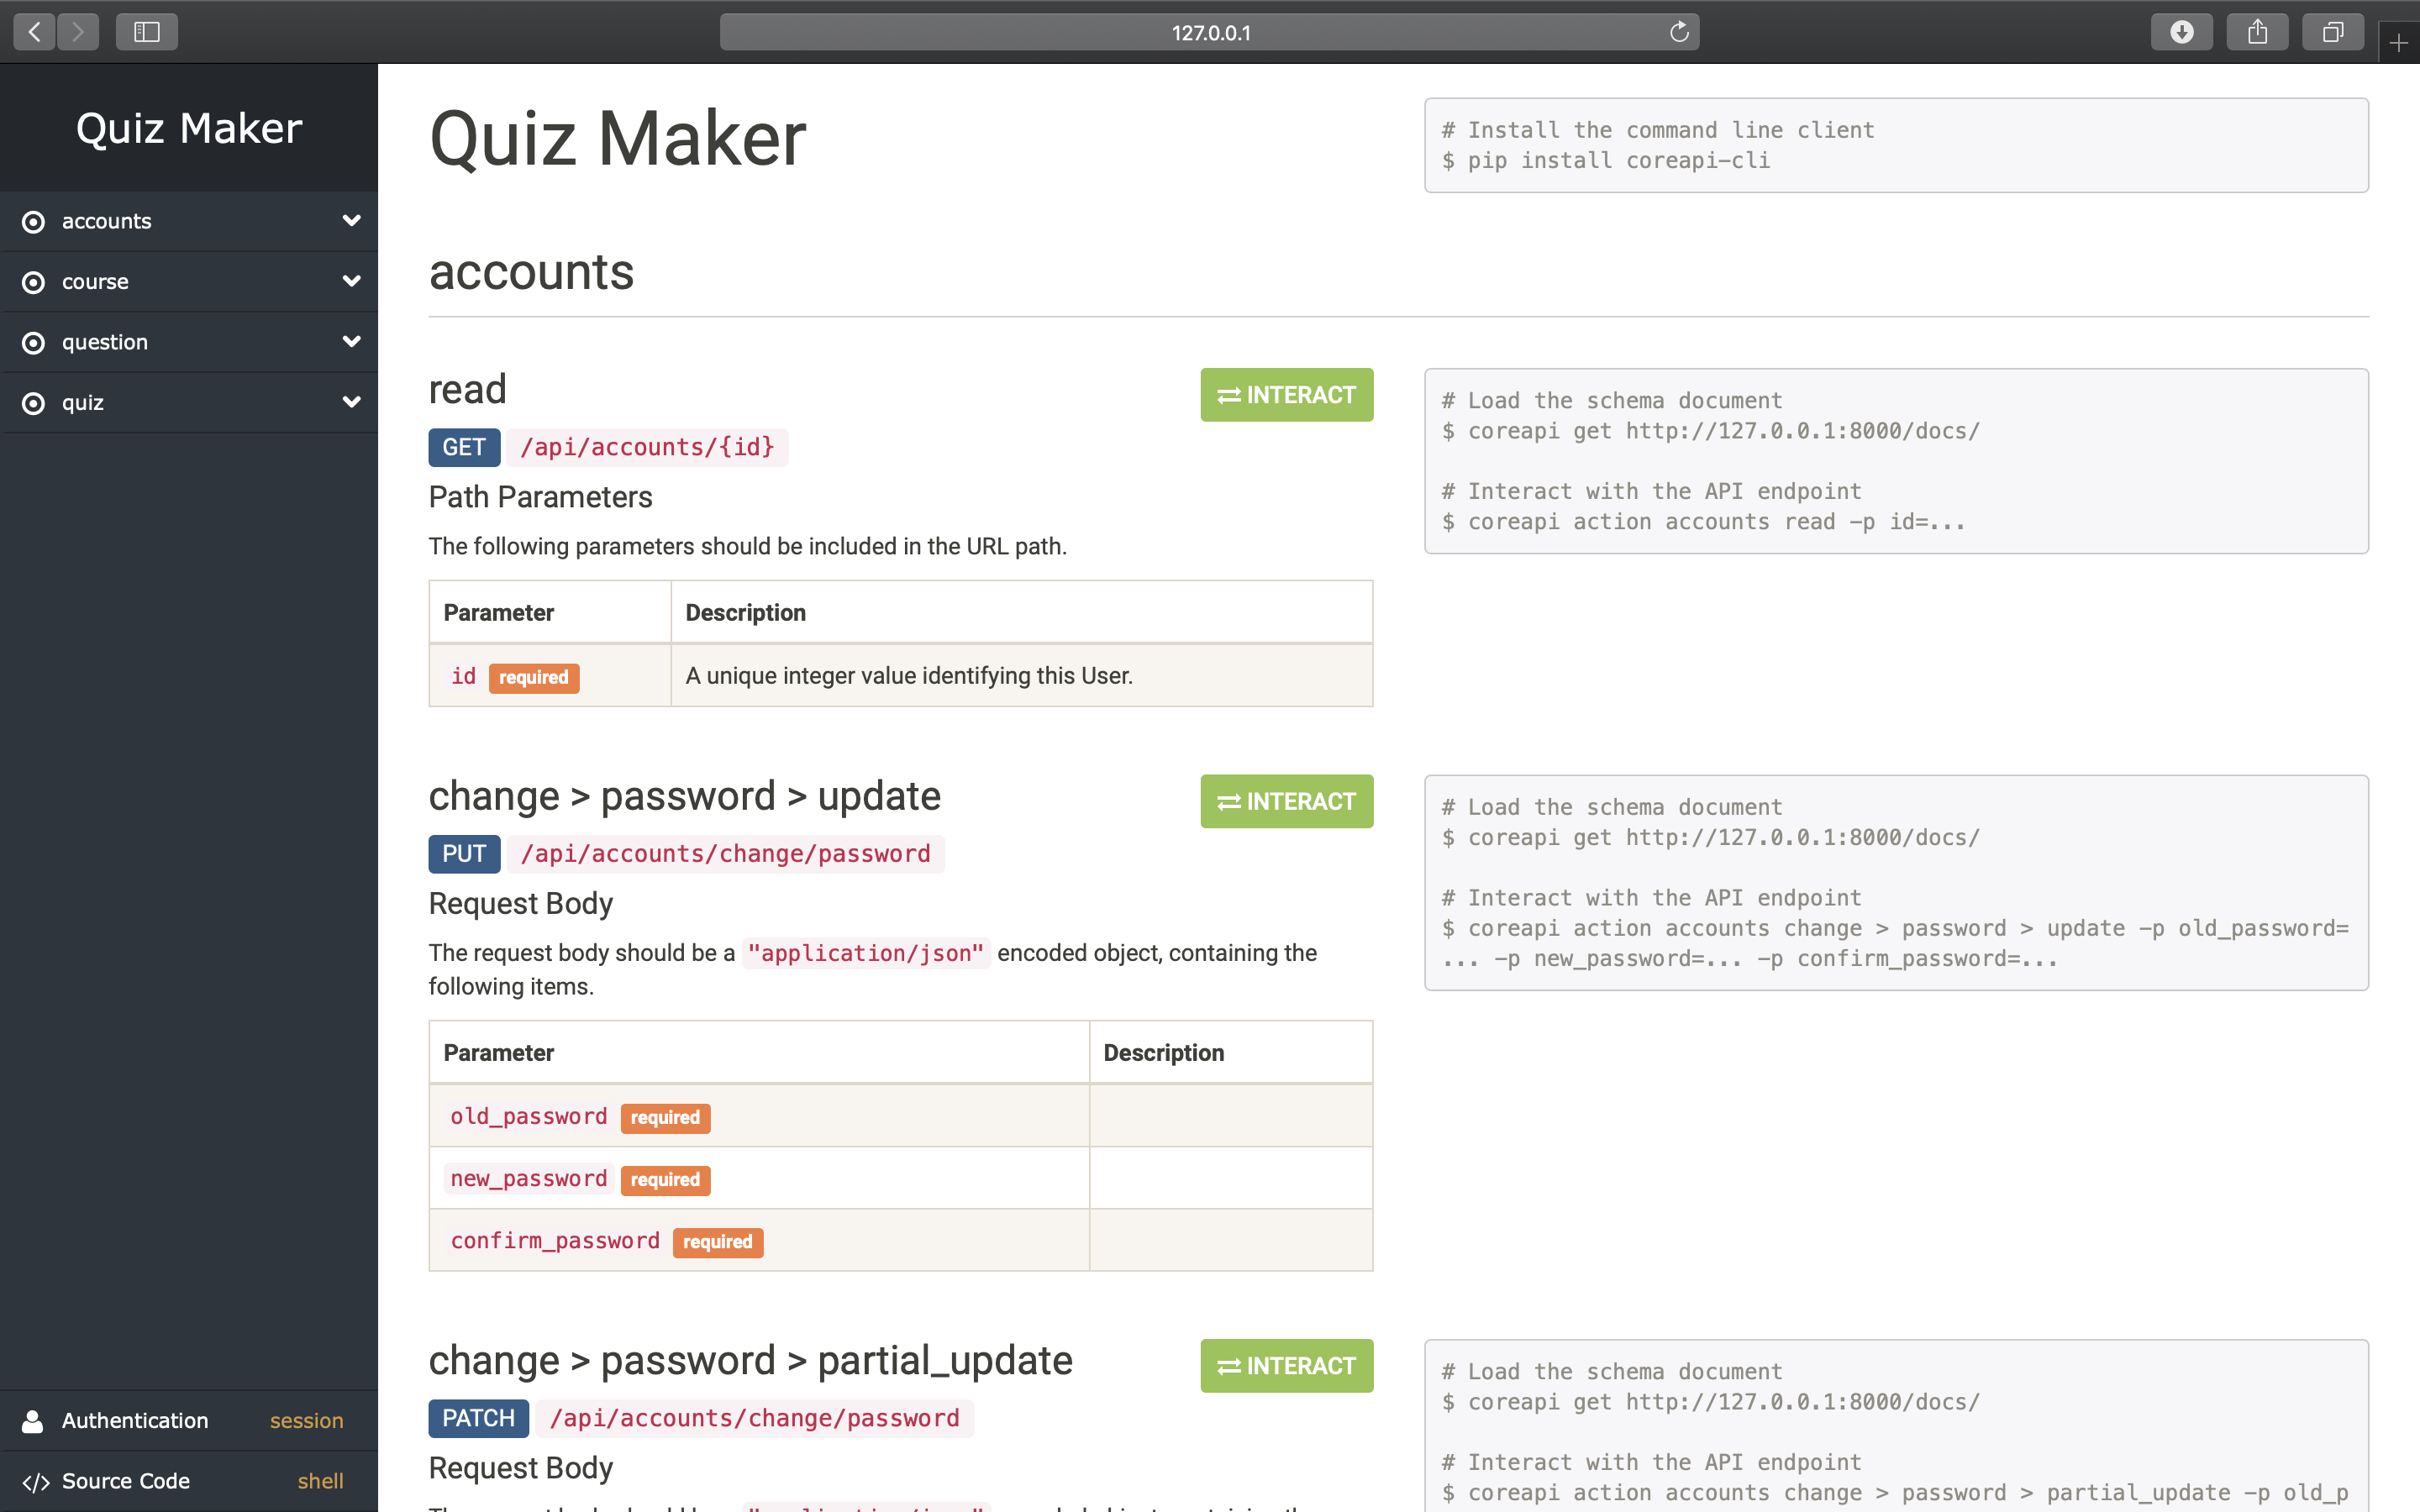 127.0.0.1
Quiz Maker
accounts
course
question
quiz
Authentication session
Source Code shell
Quiz Maker
# Install the command line client
$ pip install coreapi-cli
accounts
read
INTERACT
GET /api/accounts/{id}
Path Parameters
The following parameters should be included in the URL path.
Parameter Description
id required A unique integer value identifying this User.
# Load the schema document
$ coreapi get http://127.0.0.1:8000/docs/
# Interact with the API endpoint
$ coreapi action accounts read -p id=...
change > password > update
INTERACT
PUT /api/accounts/change/password
Request Body
The request body should be a "application/json" encoded object, containing the
following items.
Parameter Description
old_password required
new_password required
confirm_password required
# Load the schema document
$ coreapi get http://127.0.0.1:8000/docs/
# Interact with the API endpoint
$ coreapi action accounts change > password > update -p old_password=
... -p new_password=... -p confirm_password=...
change > password > partial_update
INTERACT
PATCH /api/accounts/change/password
Request Body
# Load the schema document
$ coreapi get http://127.0.0.1:8000/docs/
# Interact with the API endpoint
$ coreapi action accounts change > password > partial_update -p old_p